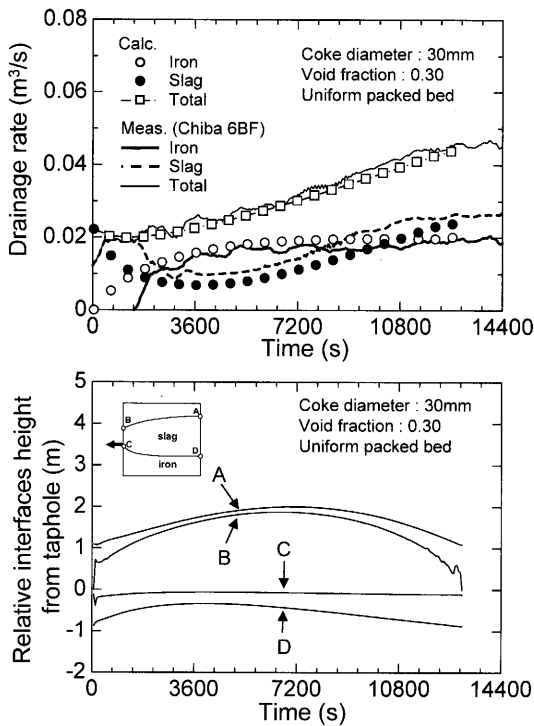 0.08
0.06
0.04
0.02
0
Drainage rate (m³/s)
Calc.
Iron
Slag
Total
Meas. (Chiba 6BF)
Iron
Slag
Total
Coke diameter : 30mm
Void fraction : 0.30
Uniform packed bed
0 3600 7200 10800 14400
Time (s)
5
4
3
2
1
0
-1
-2
Relative interfaces height
from taphole (m)
A
B
slag
C
D
iron
Coke diameter : 30mm
Void fraction : 0.30
Uniform packed bed
A
B
C
D
0 3600 7200 10800 14400
Time (s)